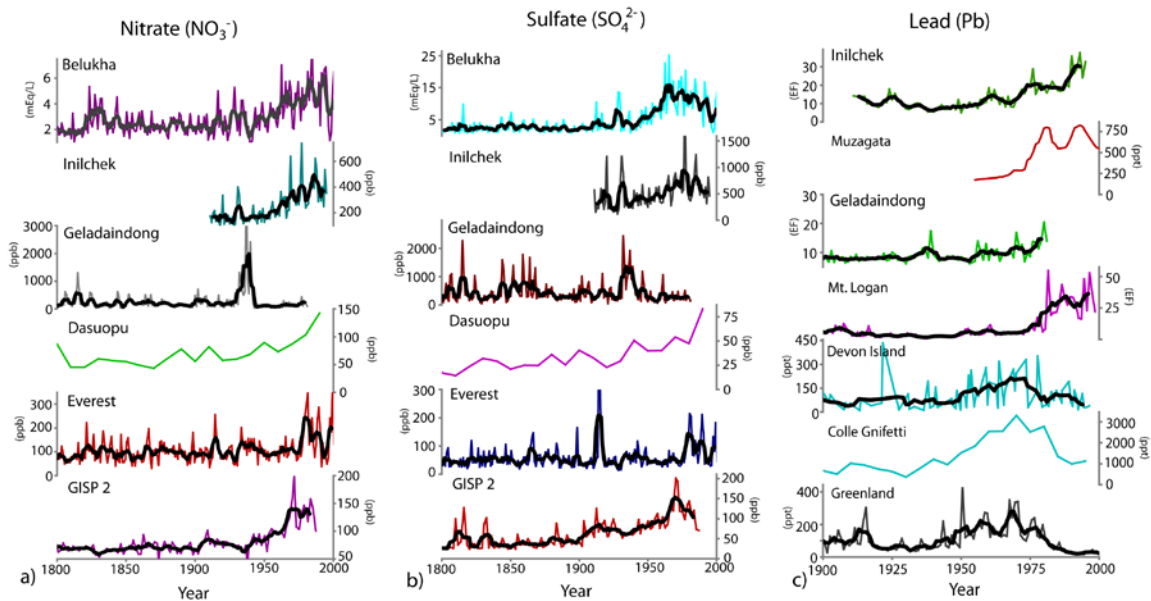 Nitrate (NO₃⁻)
Belukha
(mEq/L)
6
4
2
Inilchek
600
400
200
(ppb)
Geladaindong
(ppb)
3000
2000
1000
0
Dasuopu
150
100
50
0
(ppb)
Everest
(ppb)
300
200
100
0
GISP 2
200
150
100
50
(ppb)
1800
1850
1900
1950
2000
a)
Year
Sulfate (SO₄²⁻)
Belukha
(mEq/L)
25
15
5
Inilchek
1500
1000
500
0
(ppb)
Geladaindong
(ppb)
2000
1000
0
Dasuopu
75
50
25
0
(ppb)
Everest
(ppb)
300
200
100
0
GISP 2
200
150
100
50
0
(ppb)
1800
1850
1900
1950
2000
b)
Year
Lead (Pb)
Inilchek
(EF)
40
30
20
10
0
Muzagata
750
500
250
0
(ppt)
Geladaindong
(EF)
30
20
10
Mt. Logan
50
25
(EF)
Devon Island
(ppt)
450
300
150
0
Colle Gnifetti
3000
2000
1000
0
(ppt)
Greenland
(ppt)
400
200
0
1900
1925
1950
1975
2000
c)
Year